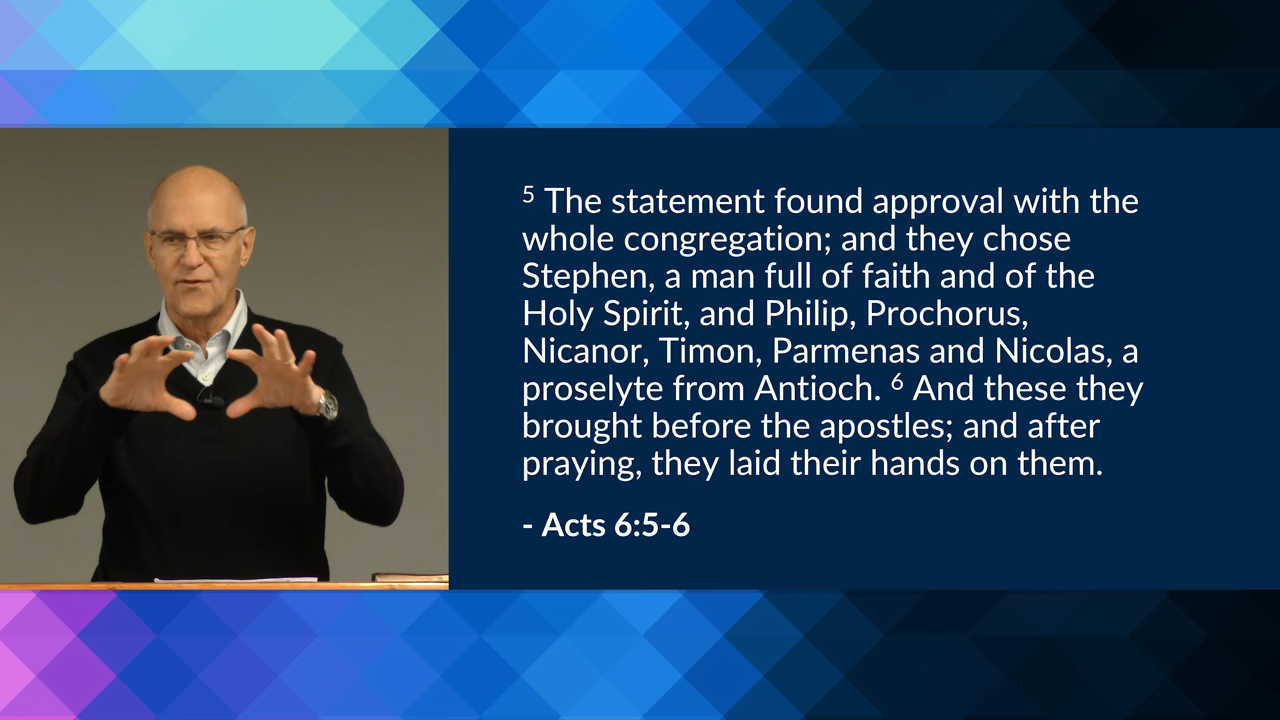 5 The statement found approval with the
whole congregation; and they chose
Stephen, a man full of faith and of the
Holy Spirit, and Philip, Prochorus,
Nicanor, Timon, Parmenas and Nicolas, a
proselyte from Antioch. 6 And these they
brought before the apostles; and after
praying, they laid their hands on them.
- Acts 6:5-6